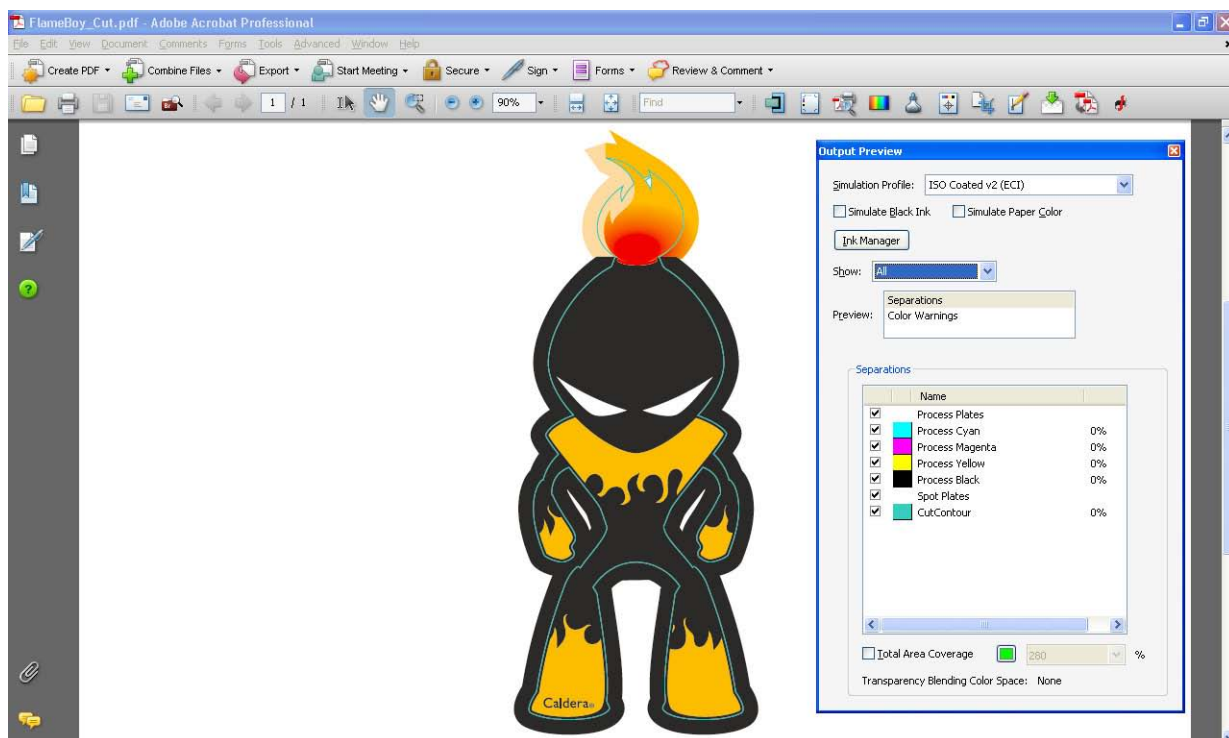 FlameBoy_Cut.pdf - Adobe Acrobat Professional
File Edit View Document Comments Forms Tools Advanced Window Help
Create PDF Combine Files Export Start Meeting Secure Sign Forms Review & Comment
1 / 1 90% Find
Output Preview
Simulation Profile: ISO Coated v2 (ECI)
Simulate Black Ink Simulate Paper Color
Ink Manager
Show: All
Preview: Separations
Color Warnings
Separations
Name
Process Plates
Process Cyan 0%
Process Magenta 0%
Process Yellow 0%
Process Black 0%
Spot Plates
CutContour 0%
Total Area Coverage 280 %
Transparency Blending Color Space: None
Caldera®